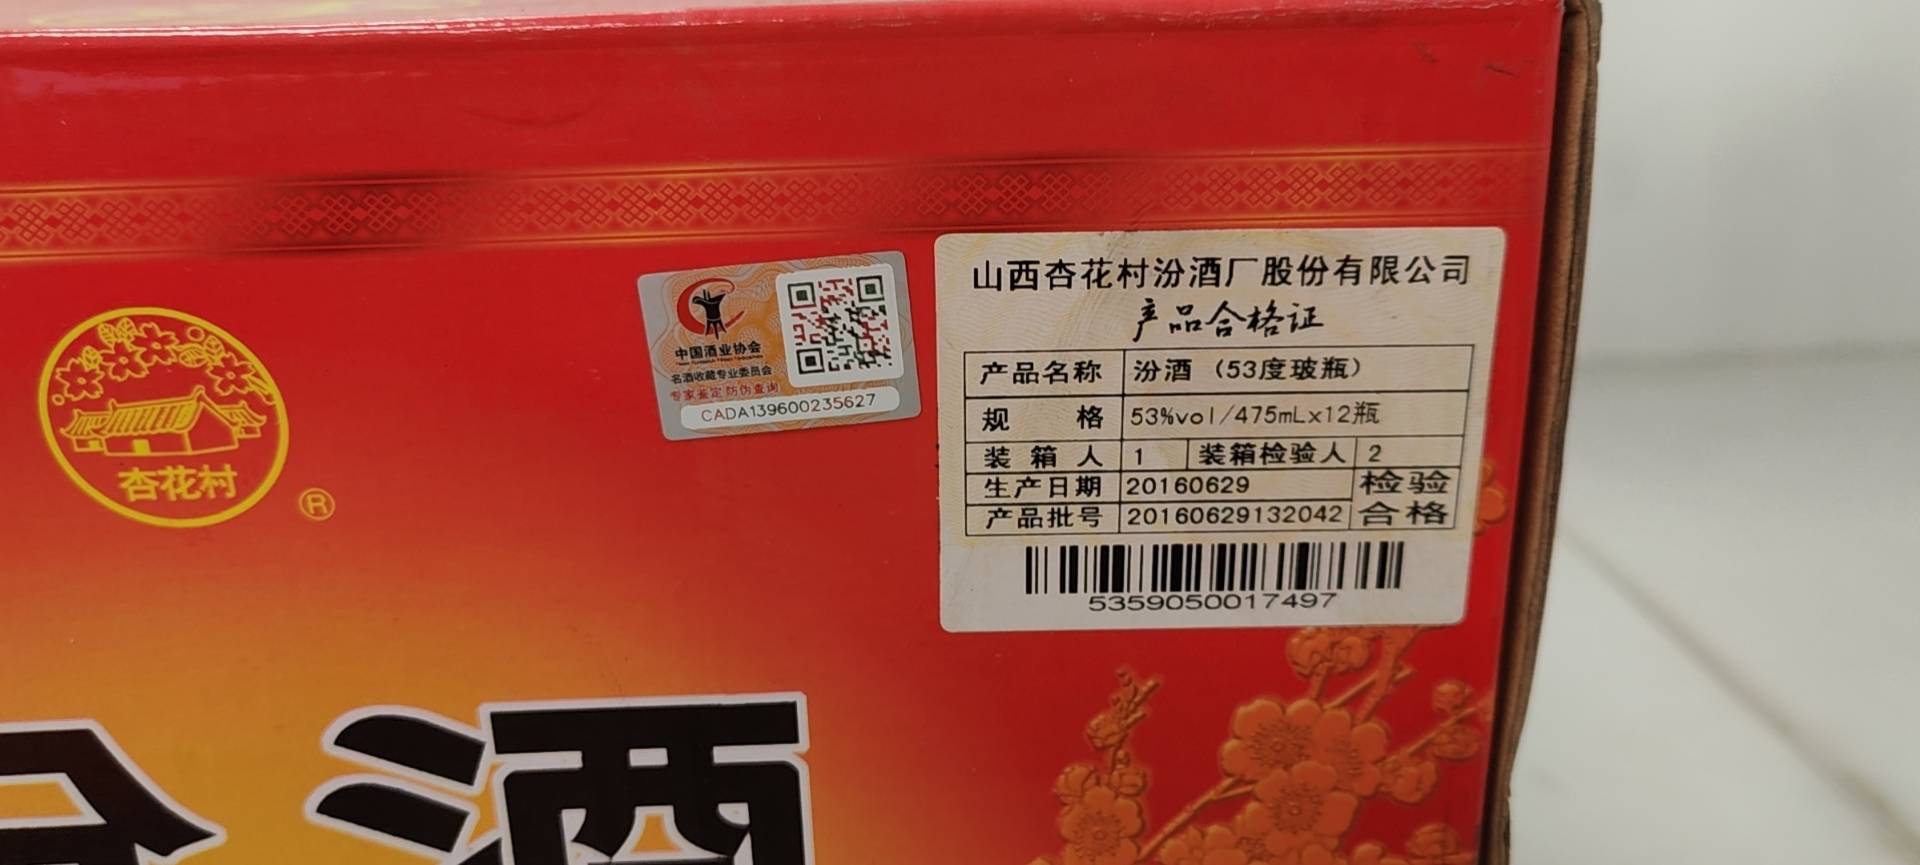 杏花村
®
中国酒业协会
名酒收藏专业委员会
专家鉴定 防伪查询
CADA139600235627
山西杏花村汾酒厂股份有限公司
产品合格证
产品名称 汾酒（53度玻瓶）
规 格 53%vol/475mLx12瓶
装箱人 1 装箱检验人 2
生产日期 20160629 检验
产品批号 20160629132042 合格
5359050017497
酒